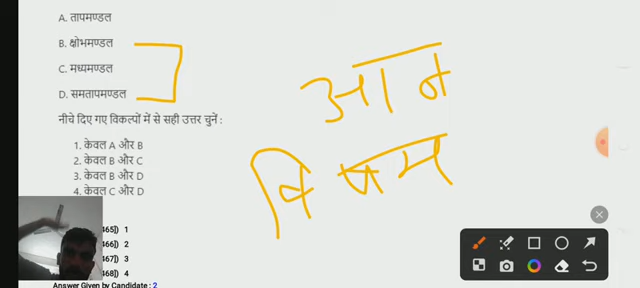 A. तापमण्डल
B. क्षोभमण्डल
C. मध्यमण्डल
D. समतापमण्डल
नीचे दिए गए विकल्पों में से सही उत्तर चुनें :
1. केवल A और B
2. केवल B और C
3. केवल B और D
4. केवल C और D
465]) 1
466]) 2
467]) 3
468]) 4
Answer Given by Candidate : 2
आन